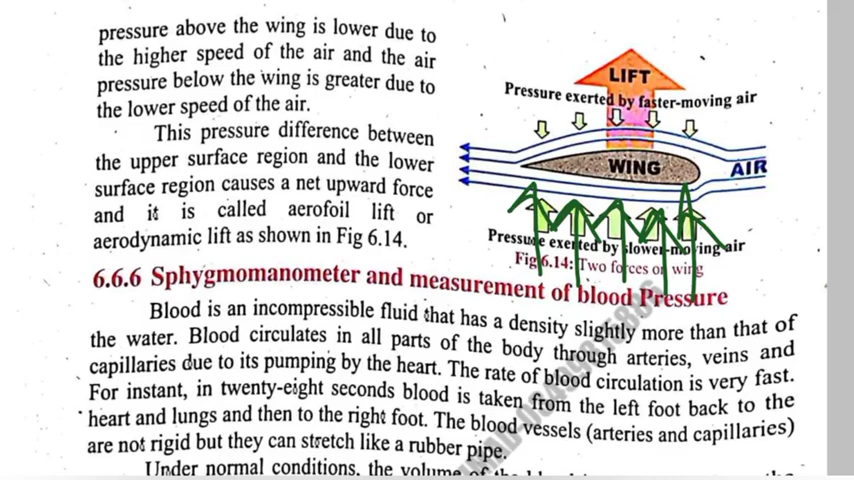 pressure above the wing is lower due to
the higher speed of the air and the air
pressure below the wing is greater due to
the lower speed of the air.
This pressure difference between
the upper surface region and the lower
surface region causes a net upward force
and it is called aerofoil lift or
aerodynamic lift as shown in Fig 6.14.
LIFT
Pressure exerted by faster-moving air
WING
AIR
Pressure exerted by slower-moving air
Fig 6.14: Two forces on wing
6.6.6 Sphygmomanometer and measurement of blood Pressure
Blood is an incompressible fluid that has a density slightly more than that of
the water. Blood circulates in all parts of the body through arteries, veins and
capillaries due to its pumping by the heart. The rate of blood circulation is very fast.
For instant, in twenty-eight seconds blood is taken from the left foot back to the
heart and lungs and then to the right foot. The blood vessels (arteries and capillaries)
are not rigid but they can stretch like a rubber pipe.
Under normal conditions, the volume of the